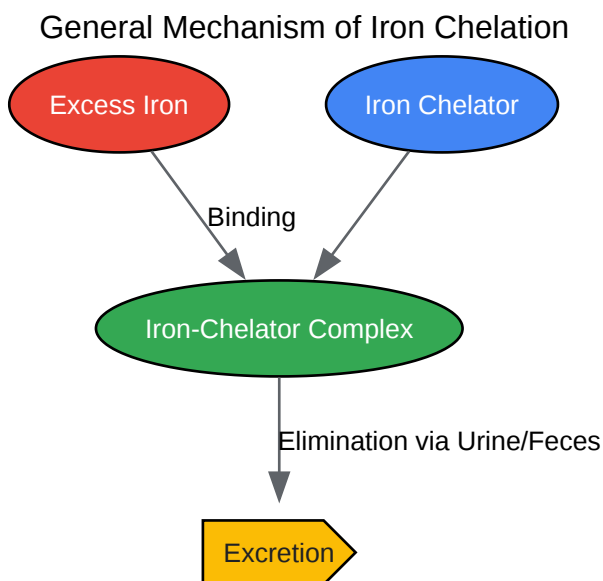 General Mechanism of Iron Chelation
Excess Iron
Iron Chelator
Binding
Iron-Chelator Complex
Elimination via Urine/Feces
Excretion